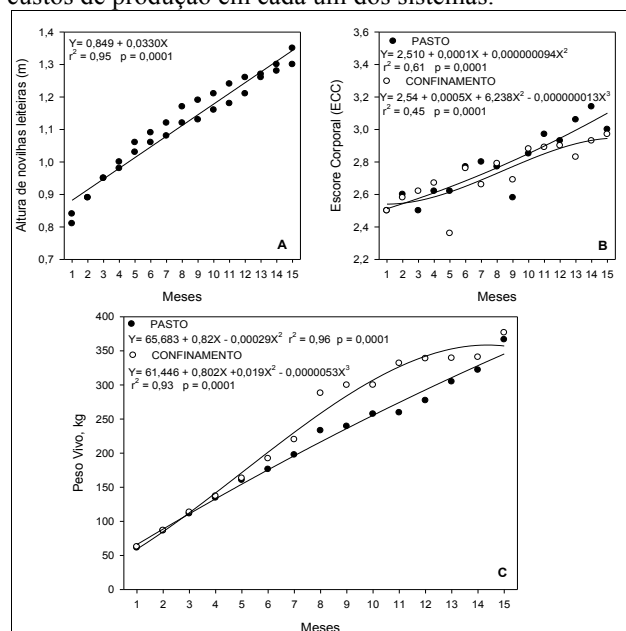 custos de produção em cada um dos sistemas.
Y= 0,849 + 0,0330X
r² = 0,95 p = 0,0001
Altura de novilhas leiteiras (m)
1,4
1,3
1,2
1,1
1,0
0,9
0,8
0,7
1 2 3 4 5 6 7 8 9 10 11 12 13 14 15
Meses
A
PASTO
Y= 2,510 + 0,0001X + 0,000000094X²
r² = 0,61 p = 0,0001
CONFINAMENTO
Y= 2,54 + 0,0005X + 6,238X² - 0,000000013X³
r² = 0,45 p = 0,0001
Escore Corporal (ECC)
3,6
3,4
3,2
3,0
2,8
2,6
2,4
2,2
1 2 3 4 5 6 7 8 9 10 11 12 13 14 15
Meses
B
PASTO
Y= 65,683 + 0,82X - 0,00029X² r² = 0,96 p = 0,0001
CONFINAMENTO
Y= 61,446 + 0,802X +0,019X² - 0,0000053X³
r² = 0,93 p = 0,0001
Peso Vivo, kg
400
350
300
250
200
150
100
50
0
1 2 3 4 5 6 7 8 9 10 11 12 13 14 15
Meses
C